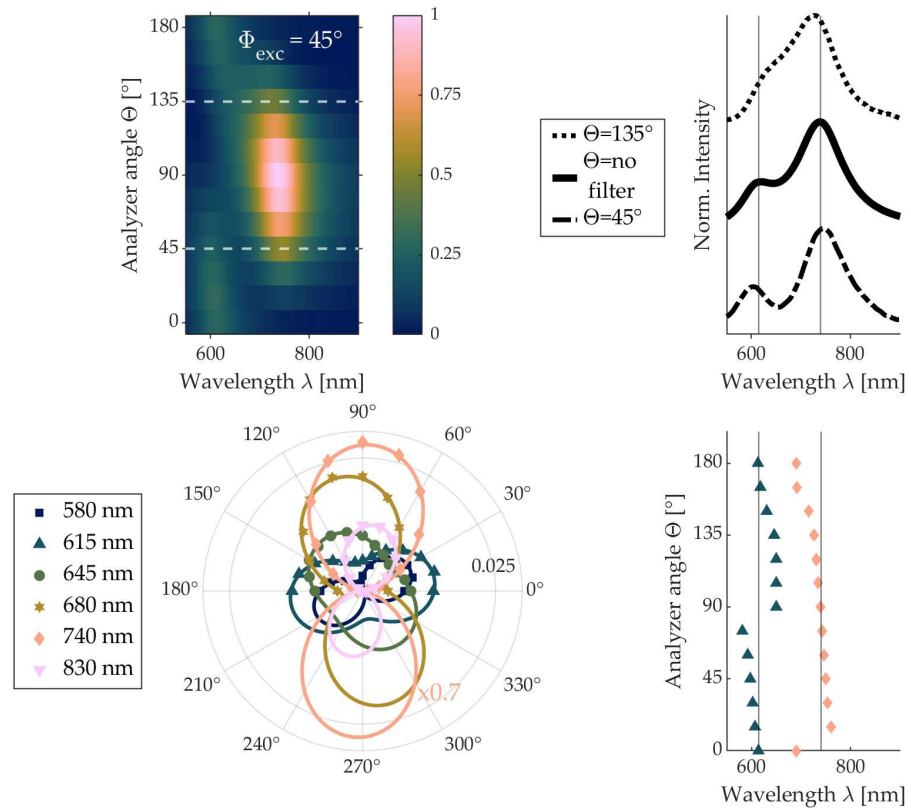 180
135
90
45
0
Analyzer angle Θ [°]
Φexc = 45°
600
800
Wavelength λ [nm]
1
0.75
0.5
0.25
0
Θ=135°
Θ=no
filter
Θ=45°
Norm. Intensity
600
800
Wavelength λ [nm]
580 nm
615 nm
645 nm
680 nm
740 nm
830 nm
90°
120°
60°
150°
30°
180°
0.025
0°
210°
x0.7
330°
240°
300°
270°
180
135
90
45
0
Analyzer angle Θ [°]
600
800
Wavelength λ [nm]